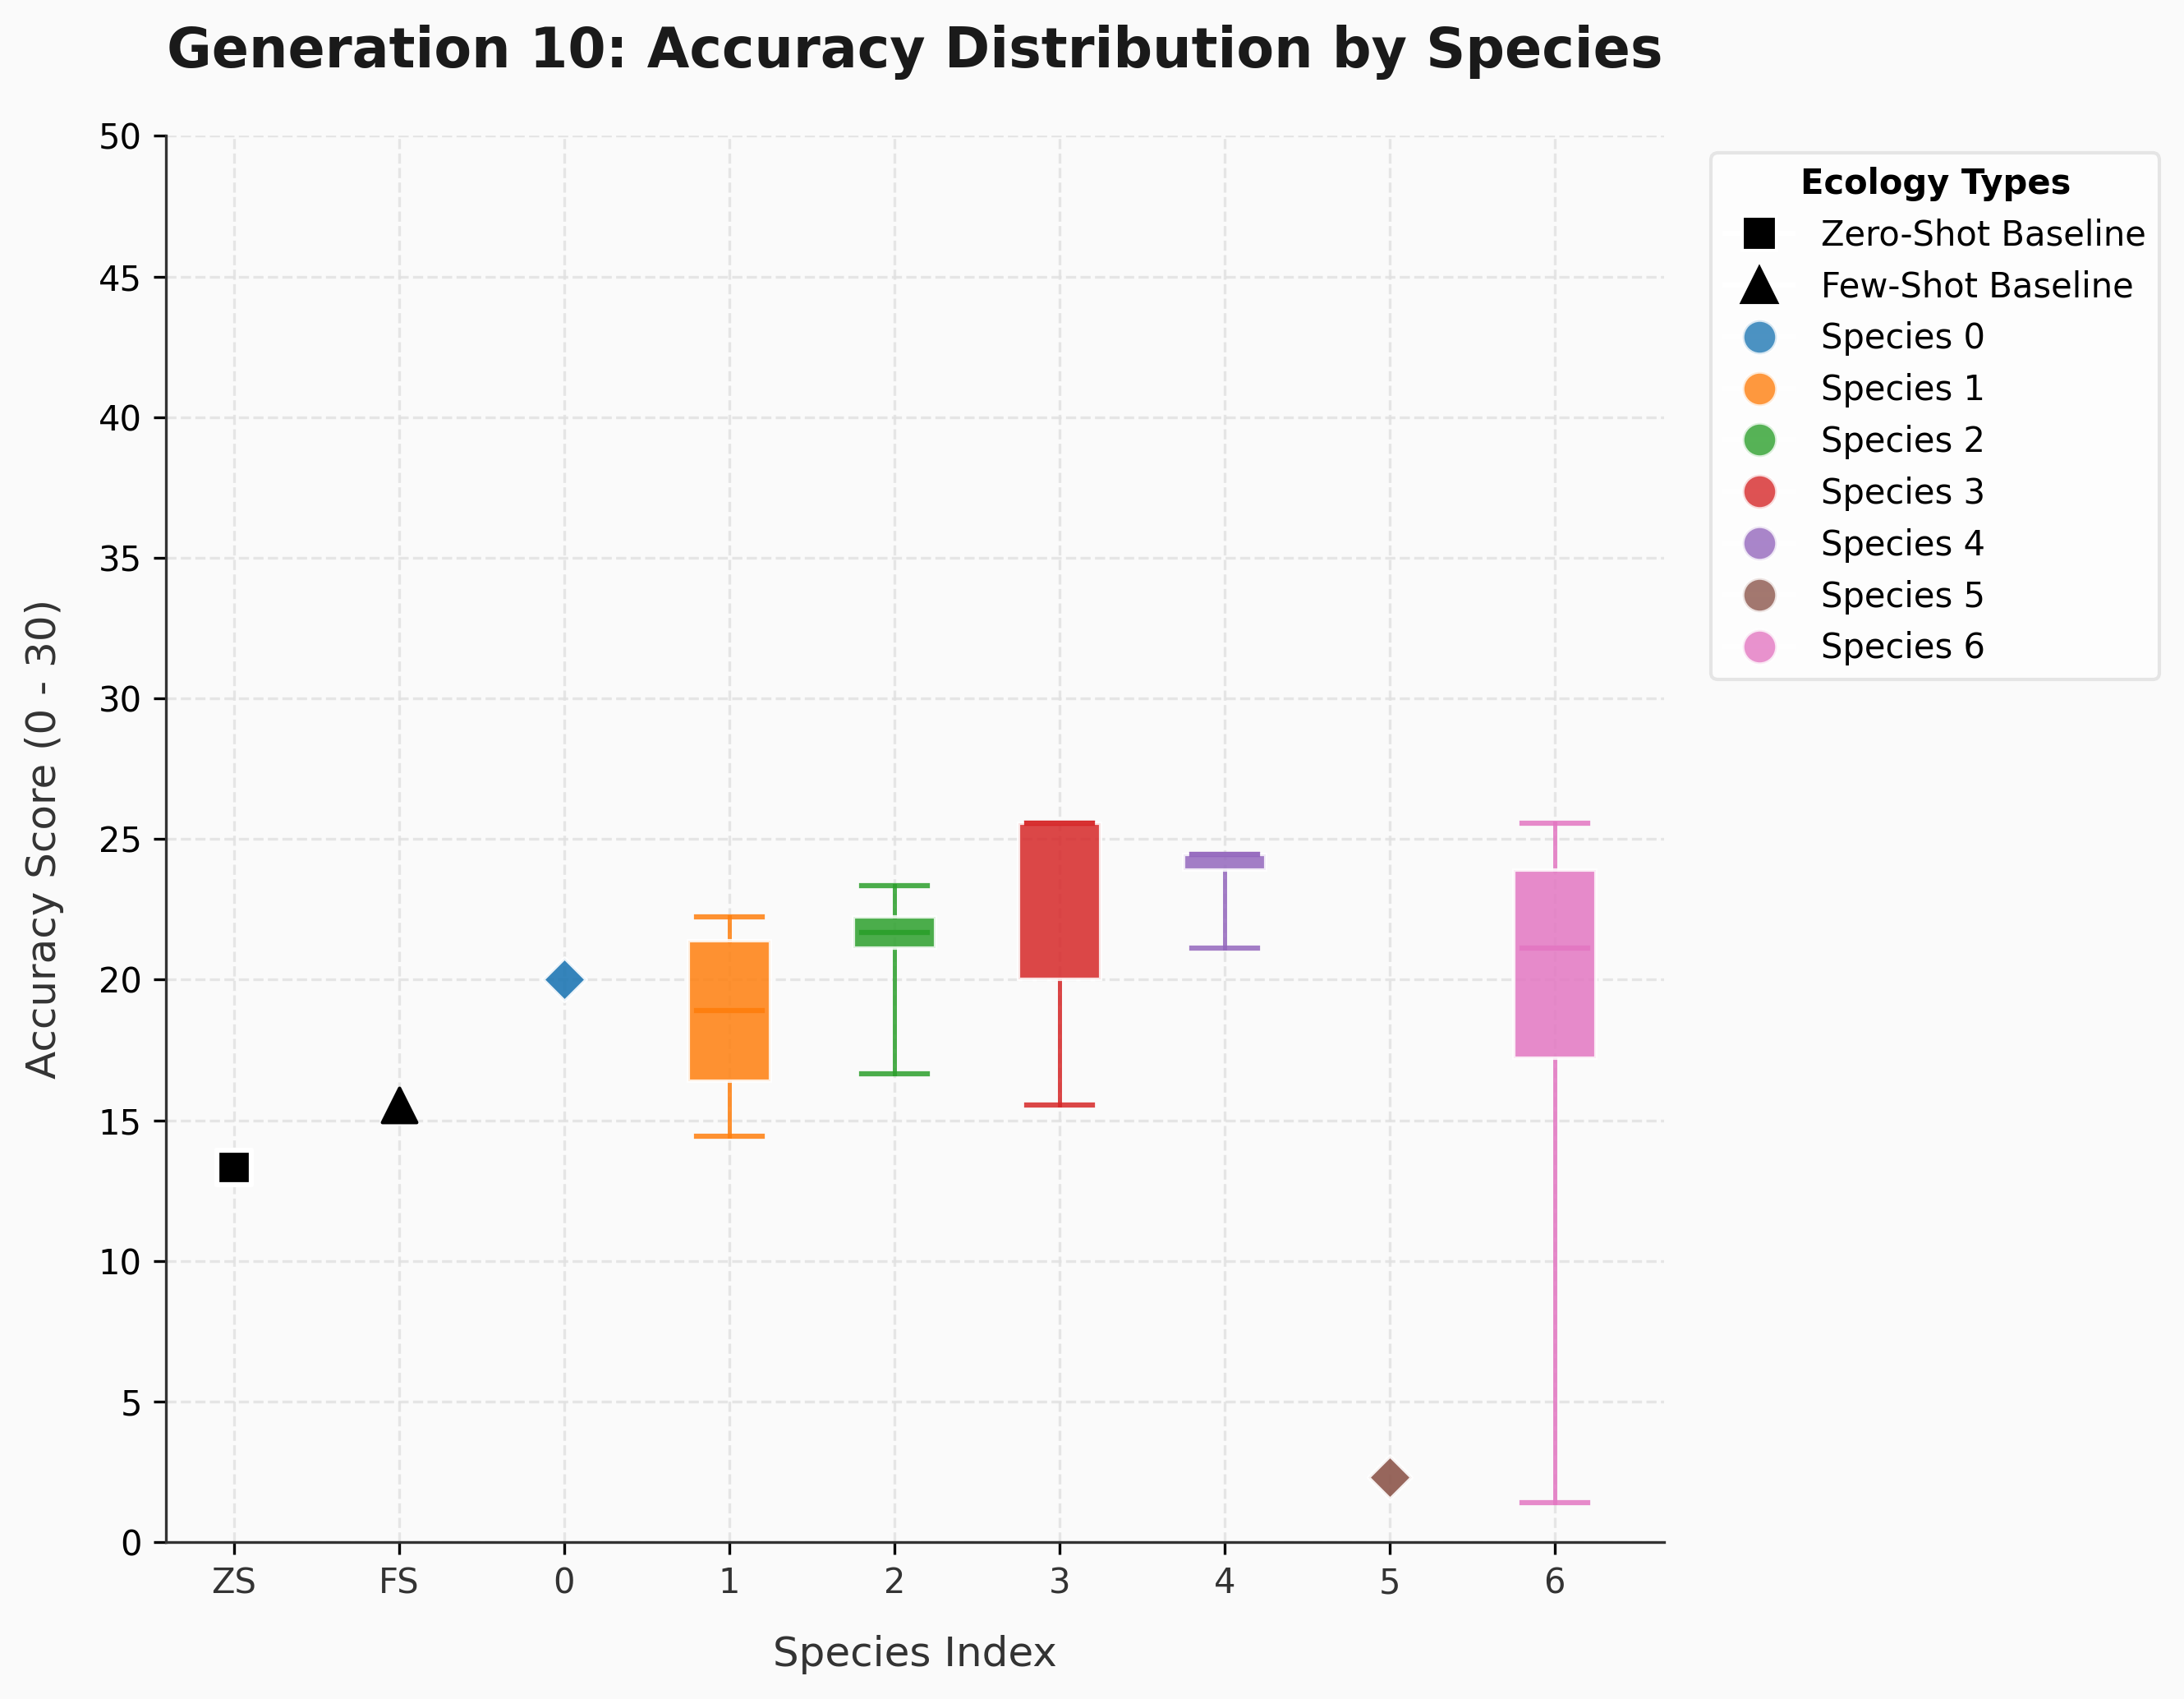 Generation 10: Accuracy Distribution by Species
50
45
40
35
30
25
20
15
10
5
0
Accuracy Score (0 - 30)
ZS FS 0 1 2 3 4 5 6
Species Index
Ecology Types
Zero-Shot Baseline
Few-Shot Baseline
Species 0
Species 1
Species 2
Species 3
Species 4
Species 5
Species 6